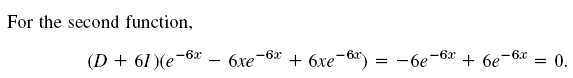 For the second function,
(D + 6I)(e⁻⁶ˣ − 6xe⁻⁶ˣ + 6xe⁻⁶ˣ) = −6e⁻⁶ˣ + 6e⁻⁶ˣ = 0.